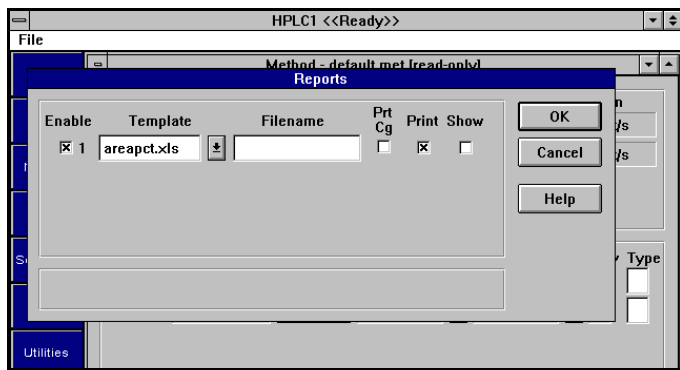 HPLC1 <<Ready>>
File
Method - default.met [read-only]
Reports
Enable Template Filename Prt Cg Print Show
1 areapct.xls
OK
Cancel
Help
n
/s
/s
Type
Utilities